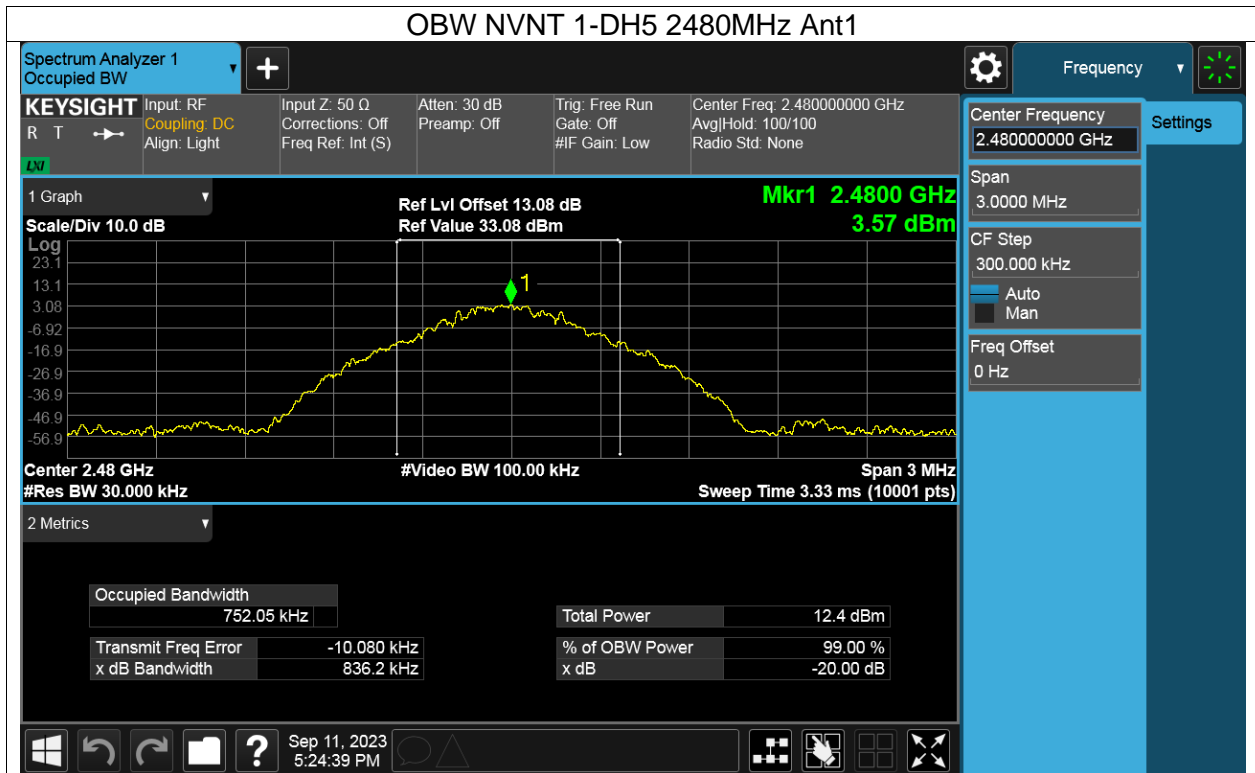 OBW NVNT 1-DH5 2480MHz Ant1
Spectrum Analyzer 1
Occupied BW
Frequency
KEYSIGHT
R T
LXI
Input: RF
Coupling: DC
Align: Light
Input Z: 50 Ω
Corrections: Off
Freq Ref: Int (S)
Atten: 30 dB
Preamp: Off
Trig: Free Run
Gate: Off
#IF Gain: Low
Center Freq: 2.480000000 GHz
Avg|Hold: 100/100
Radio Std: None
Center Frequency
2.480000000 GHz
Settings
Span
3.0000 MHz
CF Step
300.000 kHz
Auto
Man
Freq Offset
0 Hz
1 Graph
Scale/Div 10.0 dB
Ref Lvl Offset 13.08 dB
Ref Value 33.08 dBm
Mkr1 2.4800 GHz
3.57 dBm
Log
23.1
13.1
3.08
-6.92
-16.9
-26.9
-36.9
-46.9
-56.9
1
Center 2.48 GHz
#Video BW 100.00 kHz
Span 3 MHz
#Res BW 30.000 kHz
Sweep Time 3.33 ms (10001 pts)
2 Metrics
Occupied Bandwidth
752.05 kHz
Total Power 12.4 dBm
Transmit Freq Error -10.080 kHz
% of OBW Power 99.00 %
x dB Bandwidth 836.2 kHz
x dB -20.00 dB
?
Sep 11, 2023
5:24:39 PM